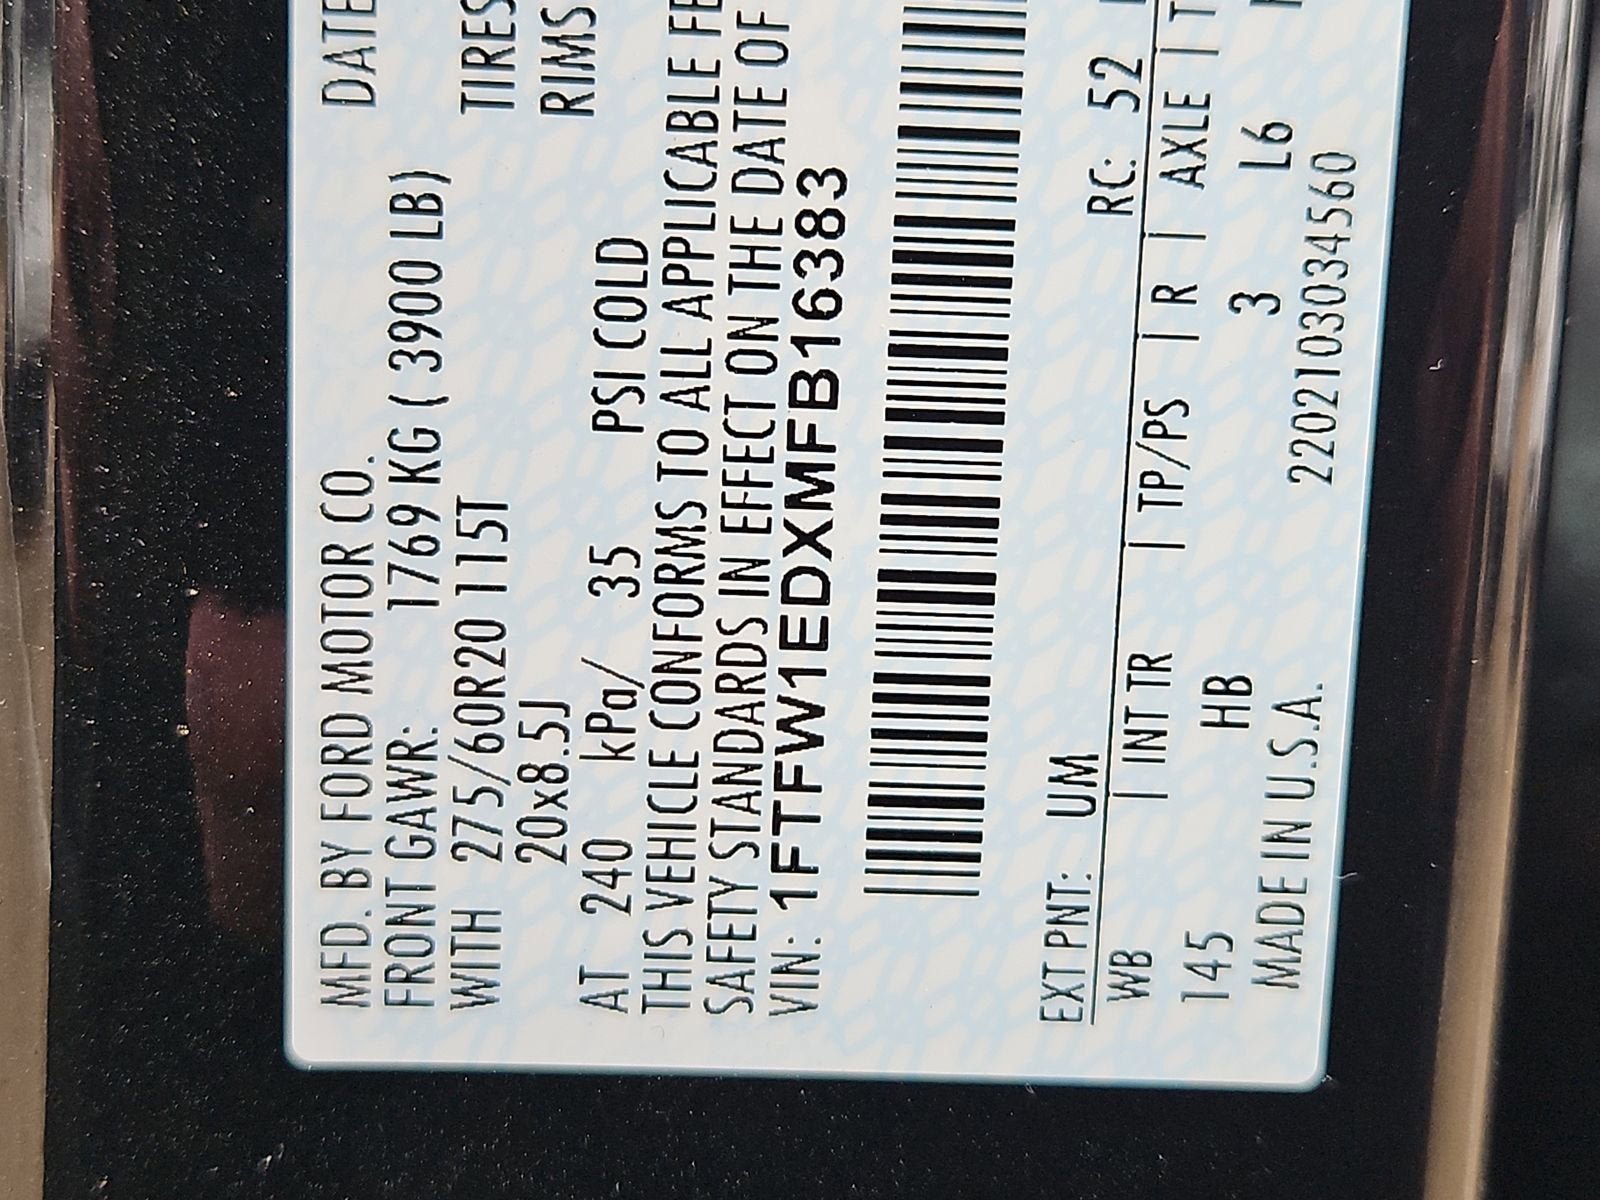 MFD. BY FORD MOTOR CO. DATE
FRONT GAWR: 1769 KG ( 3900 LB)
WITH 275/60R20 115T TIRES
20x8.5J RIMS
AT 240 kPa/ 35 PSI COLD
THIS VEHICLE CONFORMS TO ALL APPLICABLE FE
SAFETY STANDARDS IN EFFECT ON THE DATE OF
VIN: 1FTFW1EDXMFB16383
EXT PNT: UM RC: 52
WB | INT TR | TP/PS | R | AXLE | T
145 HB 3 L6
MADE IN U.S.A. 220210303034560